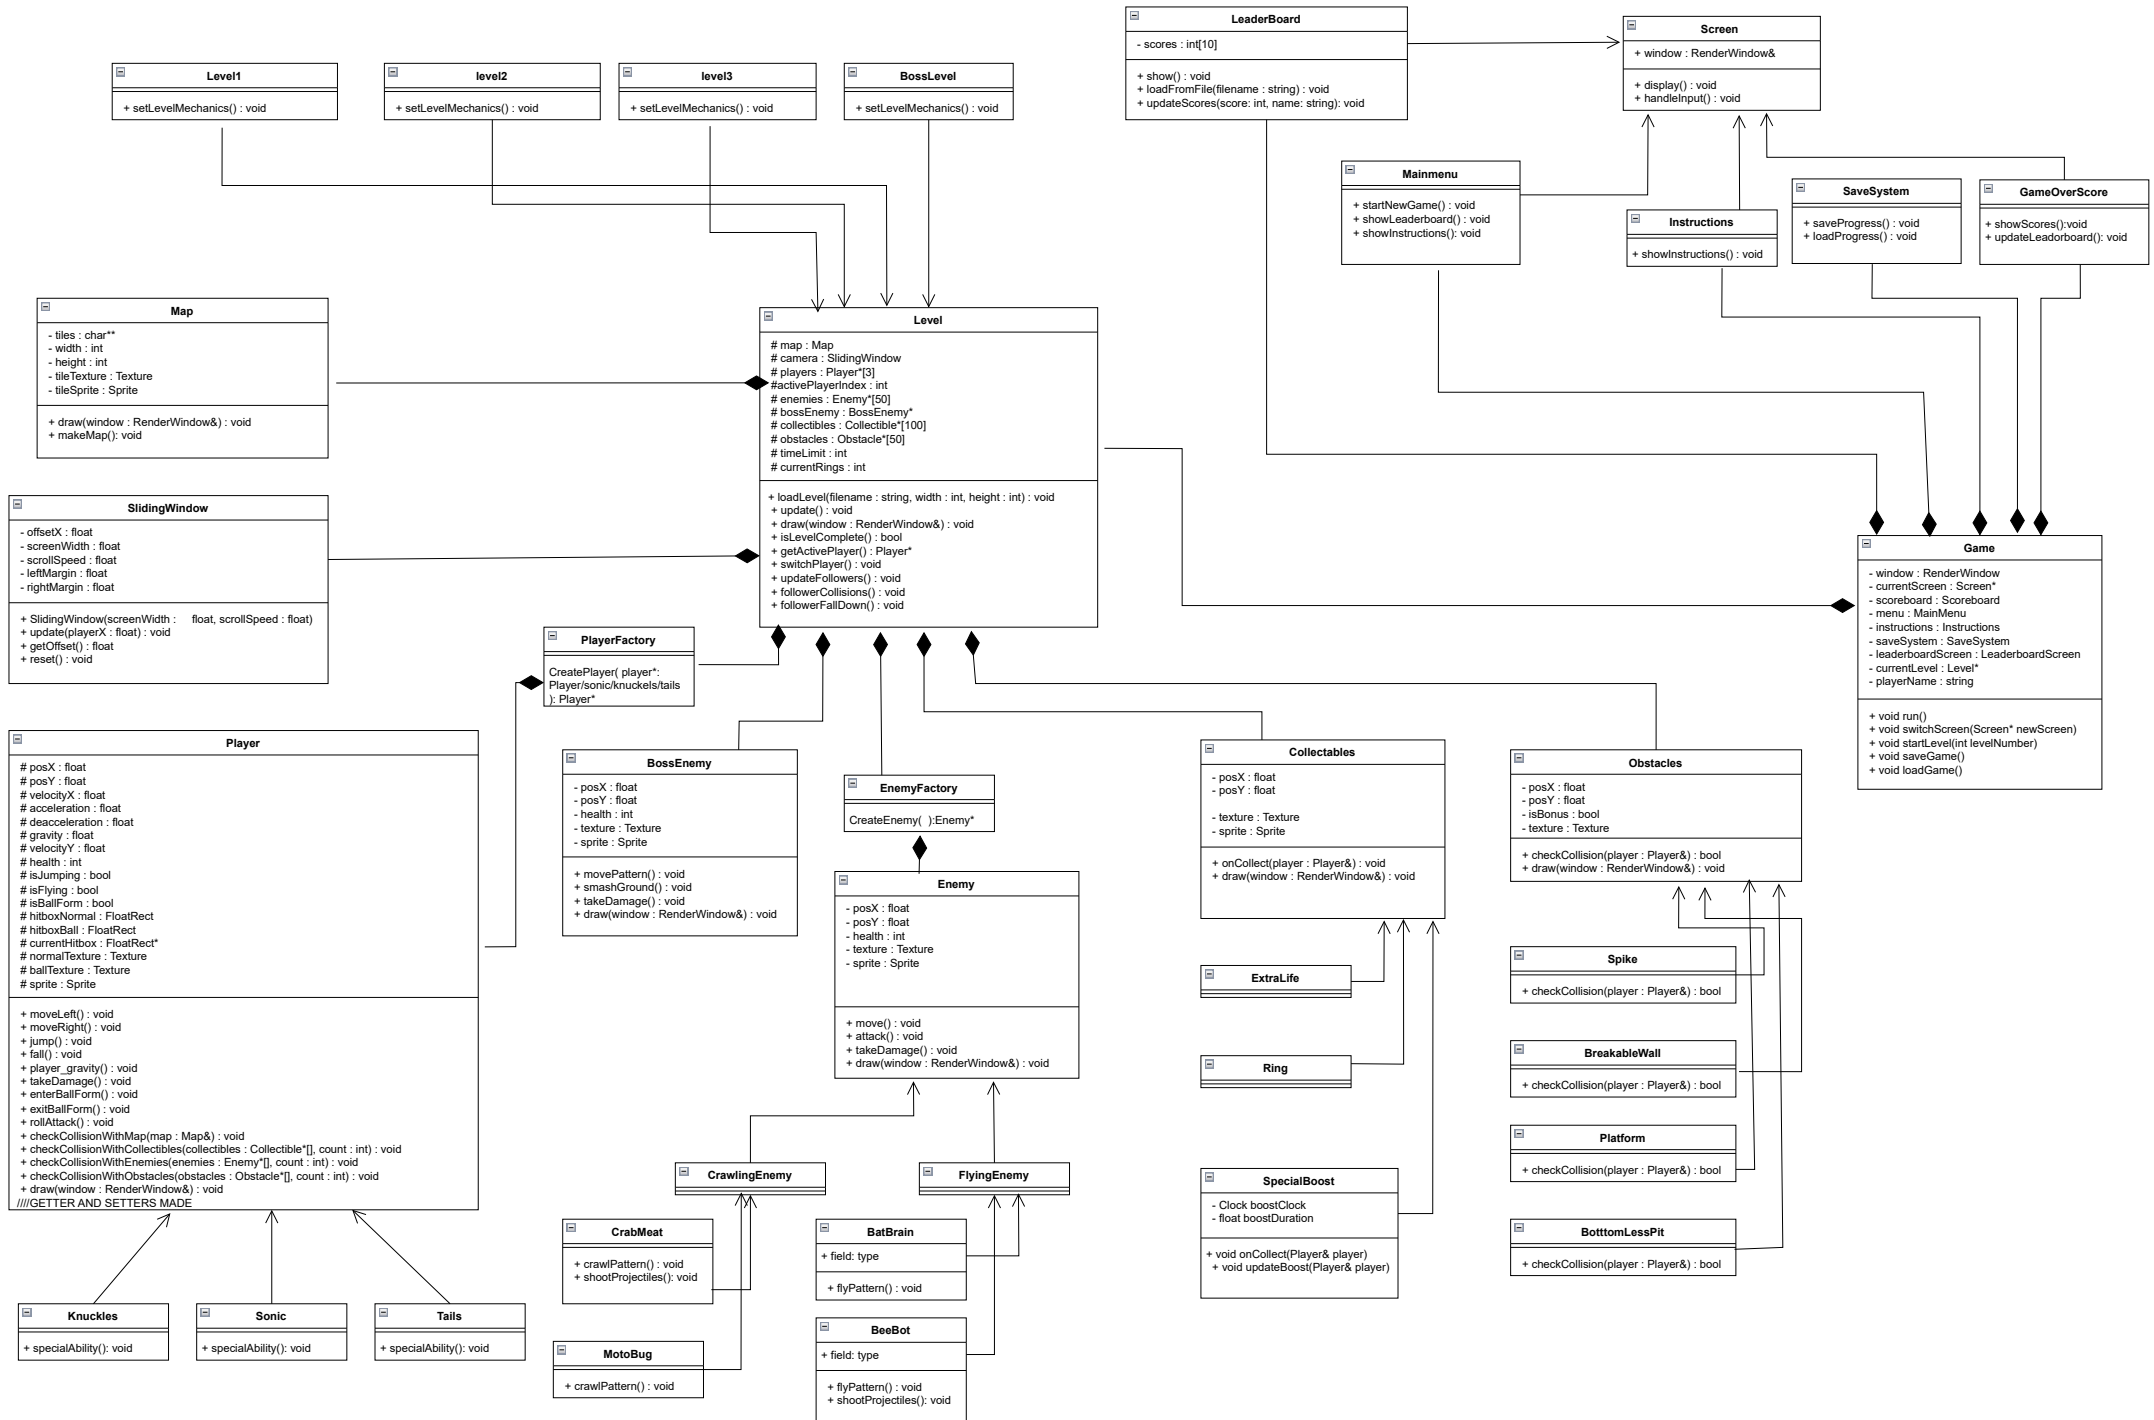 LeaderBoard
- scores : int[10]
+ show() : void
+ loadFromFile(filename : string) : void
+ updateScores(score: int, name: string): void
Screen
+ window : RenderWindow&
+ display() : void
+ handleInput() : void
Level1
+ setLevelMechanics() : void
level2
+ setLevelMechanics() : void
level3
+ setLevelMechanics() : void
BossLevel
+ setLevelMechanics() : void
Mainmenu
+ startNewGame() : void
+ showLeaderboard() : void
+ showInstructions(): void
Instructions
+ showInstructions() : void
SaveSystem
+ saveProgress() : void
+ loadProgress() : void
GameOverScore
+ showScores():void
+ updateLeadorboard(): void
Map
- tiles : char**
- width : int
- height : int
- tileTexture : Texture
- tileSprite : Sprite
+ draw(window : RenderWindow&) : void
+ makeMap(): void
Level
# map : Map
# camera : SlidingWindow
# players : Player*[3]
#activePlayerIndex : int
# enemies : Enemy*[50]
# bossEnemy : BossEnemy*
# collectibles : Collectible*[100]
# obstacles : Obstacle*[50]
# timeLimit : int
# currentRings : int
+ loadLevel(filename : string, width : int, height : int) : void
+ update() : void
+ draw(window : RenderWindow&) : void
+ isLevelComplete() : bool
+ getActivePlayer() : Player*
+ switchPlayer() : void
+ updateFollowers() : void
+ followerCollisions() : void
+ followerFallDown() : void
SlidingWindow
- offsetX : float
- screenWidth : float
- scrollSpeed : float
- leftMargin : float
- rightMargin : float
+ SlidingWindow(screenWidth : float, scrollSpeed : float)
+ update(playerX : float) : void
+ getOffset() : float
+ reset() : void
Game
- window : RenderWindow
- currentScreen : Screen*
- scoreboard : Scoreboard
- menu : MainMenu
- instructions : Instructions
- saveSystem : SaveSystem
- leaderboardScreen : LeaderboardScreen
- currentLevel : Level*
- playerName : string
+ void run()
+ void switchScreen(Screen* newScreen)
+ void startLevel(int levelNumber)
+ void saveGame()
+ void loadGame()
PlayerFactory
CreatePlayer( player*:
Player/sonic/knuckels/tails
): Player*
Player
# posX : float
# posY : float
# velocityX : float
# acceleration : float
# deacceleration : float
# gravity : float
# velocityY : float
# health : int
# isJumping : bool
# isFlying : bool
# isBallForm : bool
# hitboxNormal : FloatRect
# hitboxBall : FloatRect
# currentHitbox : FloatRect*
# normalTexture : Texture
# ballTexture : Texture
# sprite : Sprite
+ moveLeft() : void
+ moveRight() : void
+ jump() : void
+ fall() : void
+ player_gravity() : void
+ takeDamage() : void
+ enterBallForm() : void
+ exitBallForm() : void
+ rollAttack() : void
+ checkCollisionWithMap(map : Map&) : void
+ checkCollisionWithCollectibles(collectibles : Collectible*[], count : int) : void
+ checkCollisionWithEnemies(enemies : Enemy*[], count : int) : void
+ checkCollisionWithObstacles(obstacles : Obstacle*[], count : int) : void
+ draw(window : RenderWindow&) : void
////GETTER AND SETTERS MADE
BossEnemy
- posX : float
- posY : float
- health : int
- texture : Texture
- sprite : Sprite
+ movePattern() : void
+ smashGround() : void
+ takeDamage() : void
+ draw(window : RenderWindow&) : void
EnemyFactory
CreateEnemy( ):Enemy*
Enemy
- posX : float
- posY : float
- health : int
- texture : Texture
- sprite : Sprite
+ move() : void
+ attack() : void
+ takeDamage() : void
+ draw(window : RenderWindow&) : void
Collectables
- posX : float
- posY : float
- texture : Texture
- sprite : Sprite
+ onCollect(player : Player&) : void
+ draw(window : RenderWindow&) : void
Obstacles
- posX : float
- posY : float
- isBonus : bool
- texture : Texture
+ checkCollision(player : Player&) : bool
+ draw(window : RenderWindow&) : void
ExtraLife
Ring
SpecialBoost
- Clock boostClock
- float boostDuration
+ void onCollect(Player& player)
+ void updateBoost(Player& player)
Spike
+ checkCollision(player : Player&) : bool
BreakableWall
+ checkCollision(player : Player&) : bool
Platform
+ checkCollision(player : Player&) : bool
BotttomLessPit
+ checkCollision(player : Player&) : bool
CrawlingEnemy
FlyingEnemy
CrabMeat
+ crawlPattern() : void
+ shootProjectiles(): void
BatBrain
+ field: type
+ flyPattern() : void
MotoBug
+ crawlPattern() : void
BeeBot
+ field: type
+ flyPattern() : void
+ shootProjectiles(): void
Knuckles
+ specialAbility(): void
Sonic
+ specialAbility(): void
Tails
+ specialAbility(): void